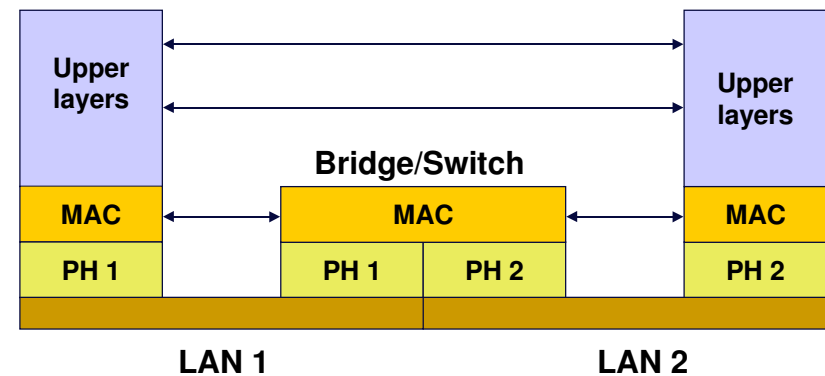 Upper
layers
Upper
layers
Bridge/Switch
MAC
MAC
MAC
PH 1
PH 1
PH 2
PH 2
LAN 1
LAN 2